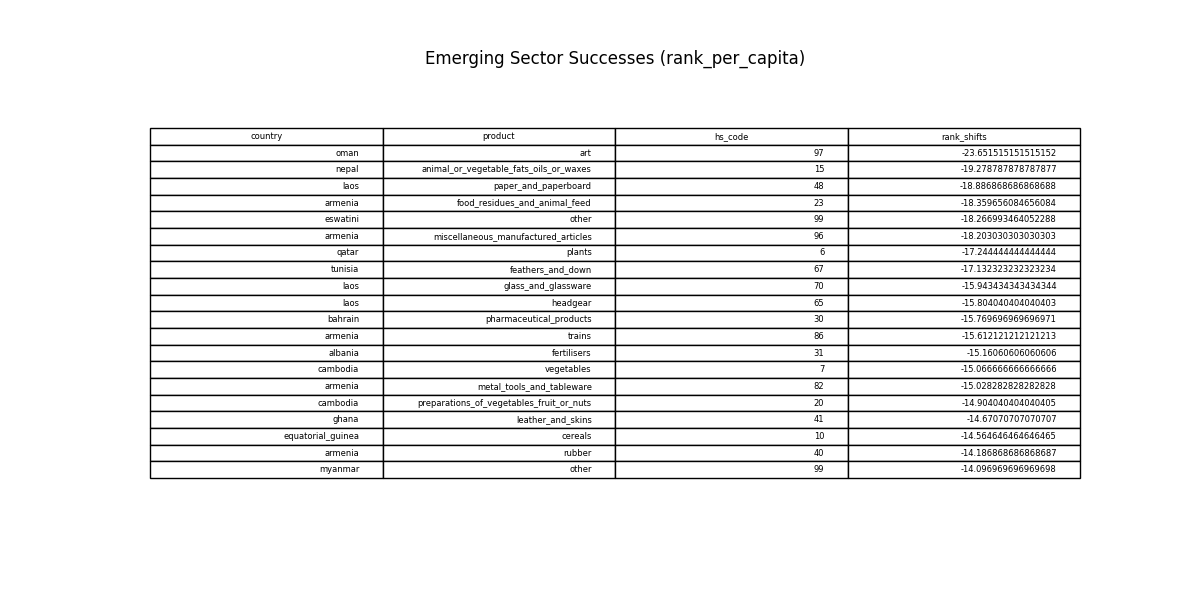 Emerging Sector Successes (rank_per_capita)
country product hs_code rank_shifts
oman art 97 -23.651515151515152
nepal animal_or_vegetable_fats_oils_or_waxes 15 -19.278787878787877
laos paper_and_paperboard 48 -18.886868686868688
armenia food_residues_and_animal_feed 23 -18.359656084656084
eswatini other 99 -18.266993464052288
armenia miscellaneous_manufactured_articles 96 -18.203030303030303
qatar plants 6 -17.244444444444444
tunisia feathers_and_down 67 -17.132323232323234
laos glass_and_glassware 70 -15.943434343434344
laos headgear 65 -15.804040404040403
bahrain pharmaceutical_products 30 -15.769696969696971
armenia trains 86 -15.612121212121213
albania fertilisers 31 -15.16060606060606
cambodia vegetables 7 -15.066666666666666
armenia metal_tools_and_tableware 82 -15.028282828282828
cambodia preparations_of_vegetables_fruit_or_nuts 20 -14.904040404040405
ghana leather_and_skins 41 -14.67070707070707
equatorial_guinea cereals 10 -14.564646464646465
armenia rubber 40 -14.186868686868687
myanmar other 99 -14.096969696969698